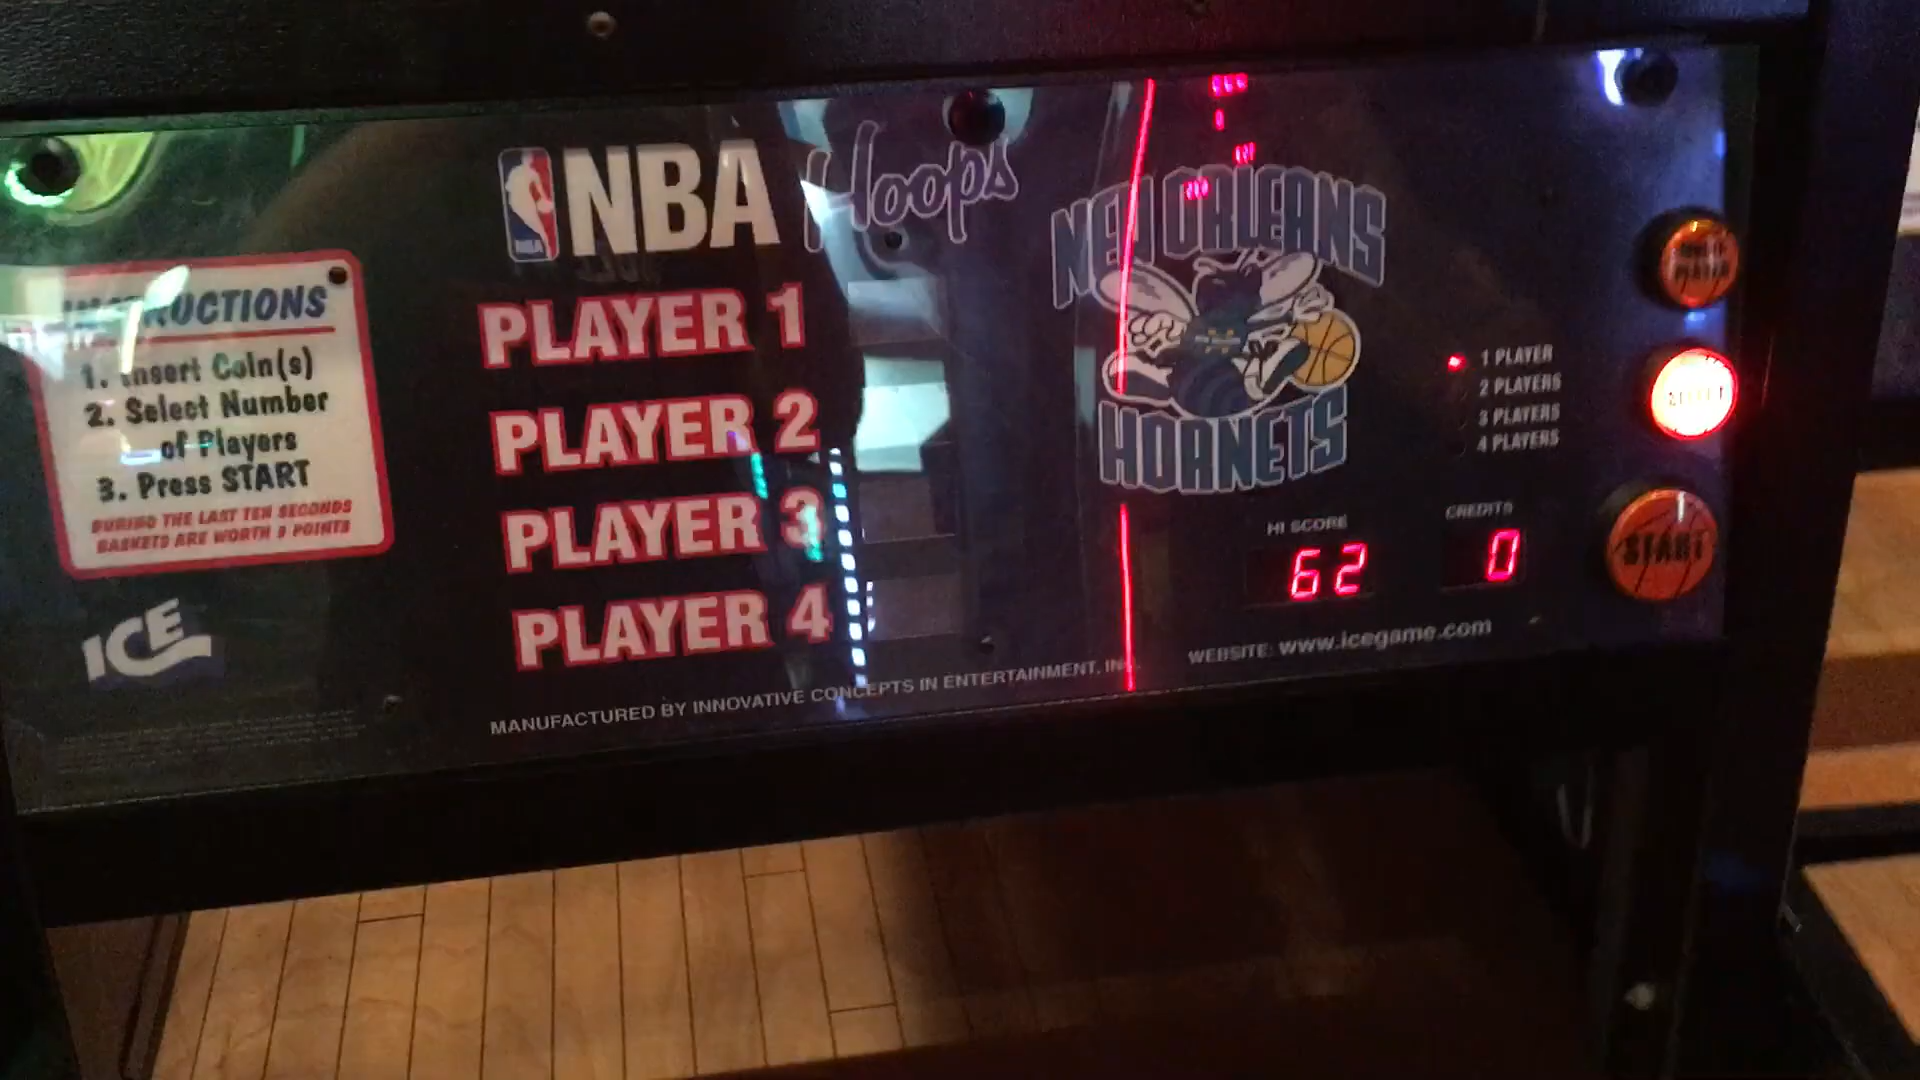 NBA Hoops
NBA
NEW ORLEANS
HORNETS
INSTRUCTIONS
1. Insert Coin(s)
2. Select Number
of Players
3. Press START
DURING THE LAST TEN SECONDS
BASKETS ARE WORTH 3 POINTS
PLAYER 1
PLAYER 2
PLAYER 3
PLAYER 4
1 PLAYER
2 PLAYERS
3 PLAYERS
4 PLAYERS
PLAYER
SELECT
START
HI SCORE
62
CREDITS
0
ICE
MANUFACTURED BY INNOVATIVE CONCEPTS IN ENTERTAINMENT, INC.
WEBSITE: www.icegame.com